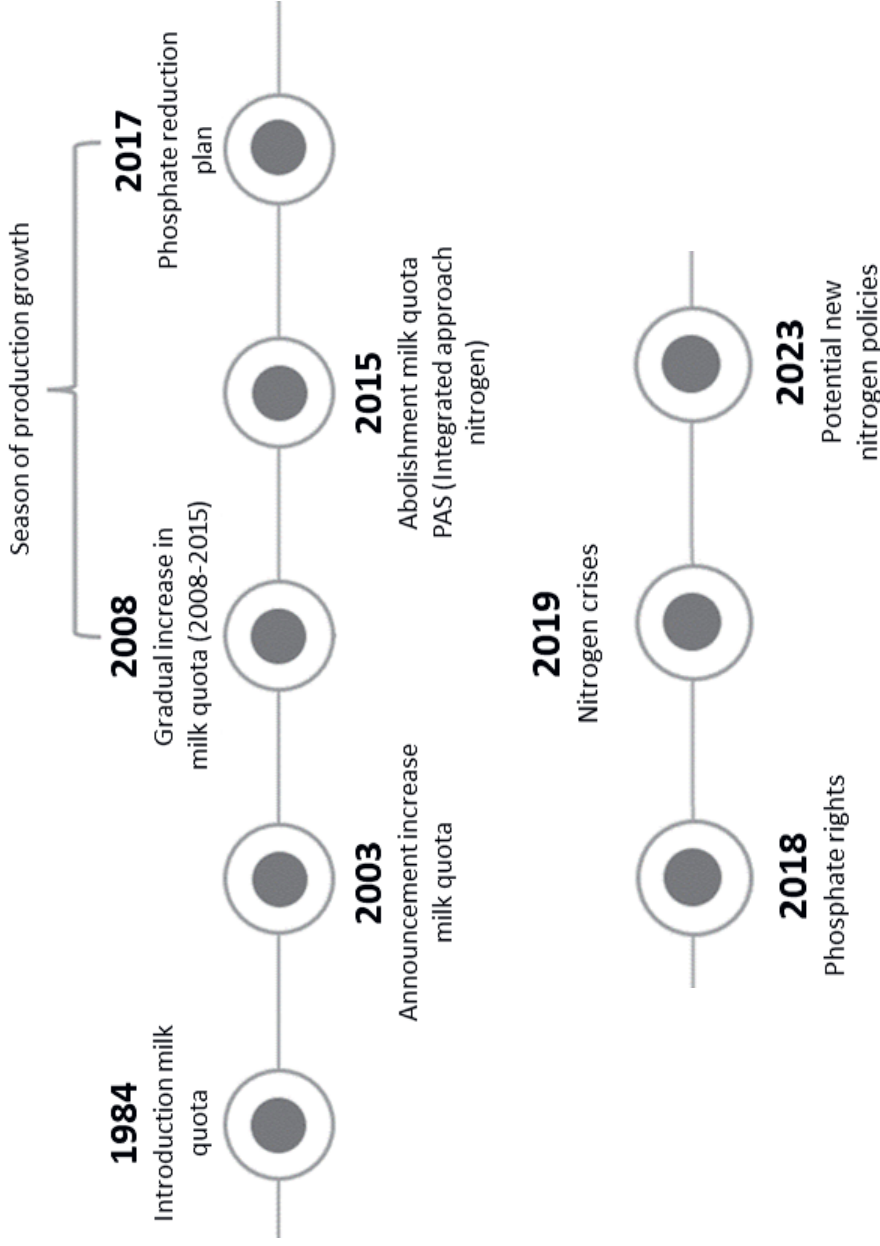 Season of production growth
1984
Introduction milk
quota
2003
Announcement increase
milk quota
2008
Gradual increase in
milk quota (2008-2015)
2015
Abolishment milk quota
PAS (Integrated approach
nitrogen)
2017
Phosphate reduction
plan
2018
Phosphate rights
2019
Nitrogen crises
2023
Potential new
nitrogen policies